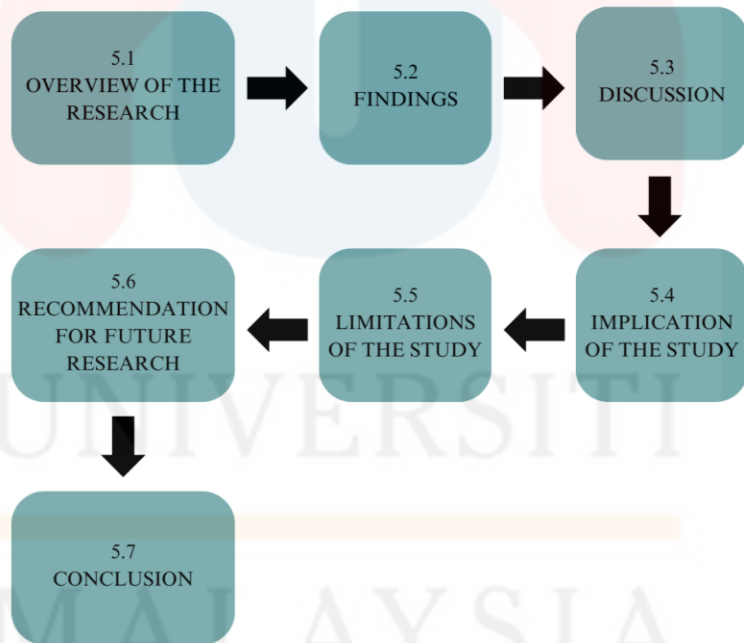 5.1
OVERVIEW OF THE
RESEARCH
5.2
FINDINGS
5.3
DISCUSSION
5.4
IMPLICATION
OF THE STUDY
5.5
LIMITATIONS
OF THE STUDY
5.6
RECOMMENDATION
FOR FUTURE
RESEARCH
5.7
CONCLUSION
UNIVERSITI
MALAYSIA